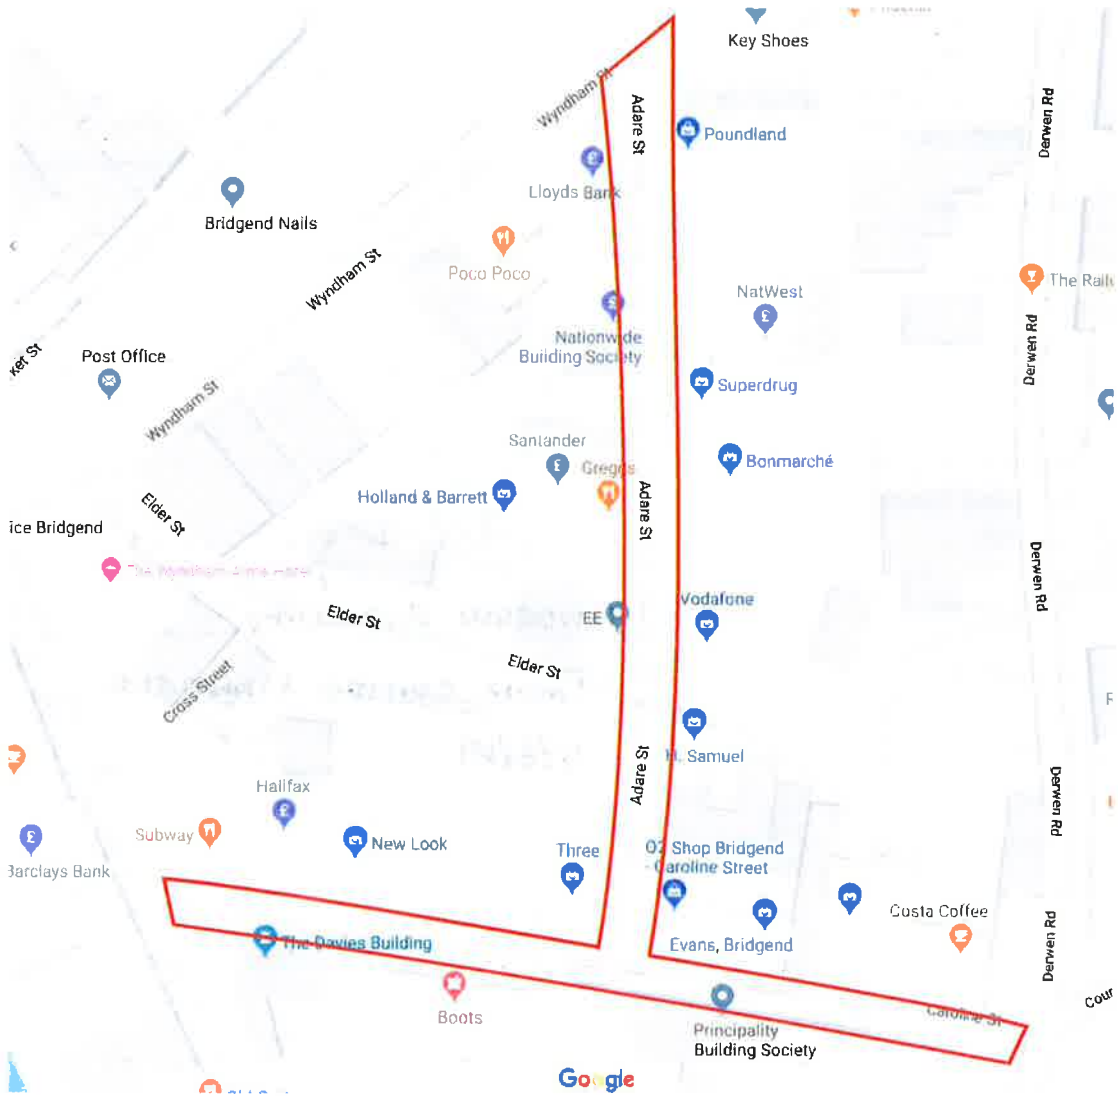 Key Shoes
Wyndham St
Adare St
Derwen Rd
Poundland
Lloyds Bank
Bridgend Nails
Poco Poco
Wyndham St
NatWest
Nationwide
Building Society
Derwen Rd
Post Office
Superdrug
Wyndham St
Santander
Greggs
Bonmarché
Holland & Barrett
Elder St
Adare St
ice Bridgend
The Wyndham Arms Hotel
Derwen Rd
Vodafone
EE
Elder St
Elder St
Cross Street
H. Samuel
Adare St
Halifax
Derwen Rd
Subway
New Look
Three
O2 Shop Bridgend
- Caroline Street
Barclays Bank
Costa Coffee
The Davies Building
Evans, Bridgend
Derwen Rd
Boots
Caroline St
Principality
Building Society
Google